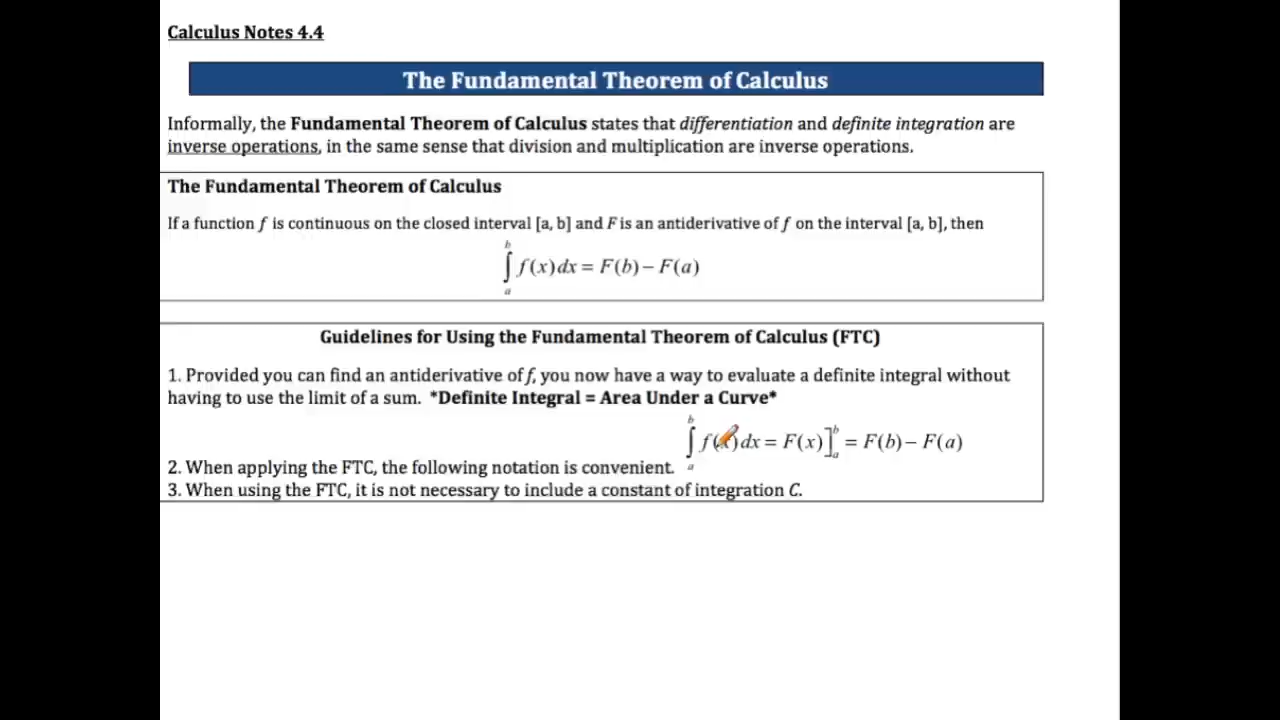 Calculus Notes 4.4
The Fundamental Theorem of Calculus
Informally, the Fundamental Theorem of Calculus states that differentiation and definite integration are
inverse operations, in the same sense that division and multiplication are inverse operations.
The Fundamental Theorem of Calculus
If a function f is continuous on the closed interval [a, b] and F is an antiderivative of f on the interval [a, b], then
∫_a^b f(x)dx = F(b) − F(a)
Guidelines for Using the Fundamental Theorem of Calculus (FTC)
1. Provided you can find an antiderivative of f, you now have a way to evaluate a definite integral without
having to use the limit of a sum. *Definite Integral = Area Under a Curve*
∫_a^b f(x)dx = F(x)]_a^b = F(b) − F(a)
2. When applying the FTC, the following notation is convenient.
3. When using the FTC, it is not necessary to include a constant of integration C.